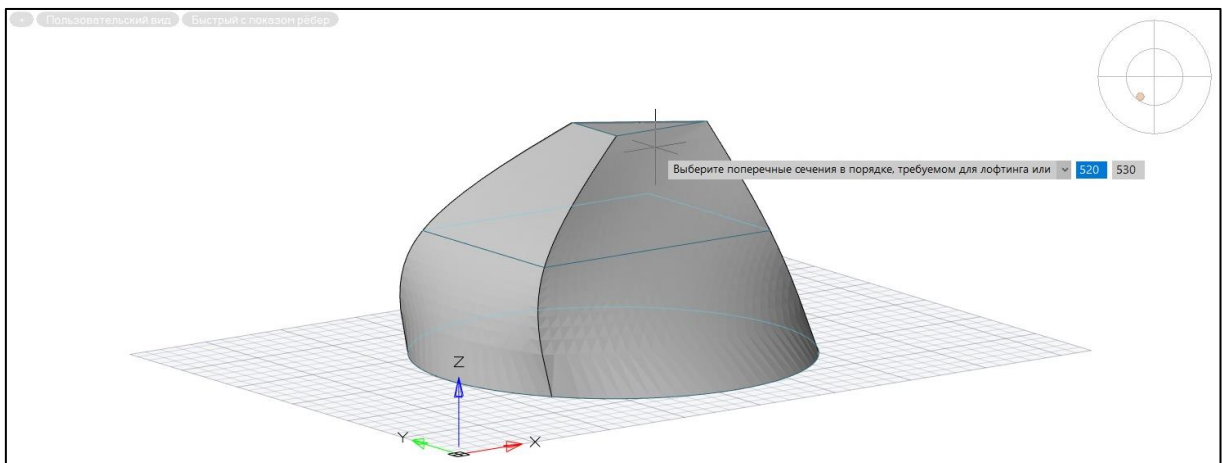 Пользовательский вид Быстрый с показом ребер
Выберите поперечные сечения в порядке, требуемом для лофтинга или 520 530
Z
Y
X